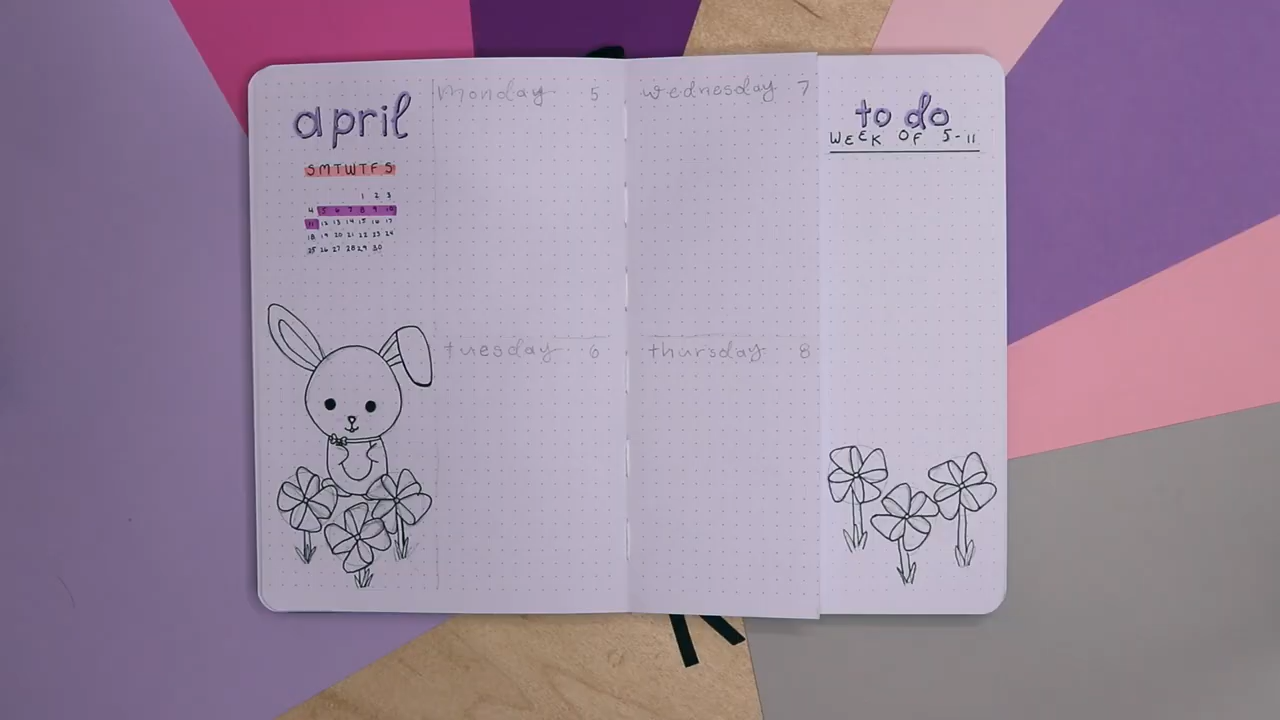 april
S M T W T F S
1 2 3
4 5 6 7 8 9 10
11 12 13 14 15 16 17
18 19 20 21 22 23 24
25 26 27 28 29 30
monday 5
tuesday 6
wednesday 7
thursday 8
to do
WEEK OF 5-11